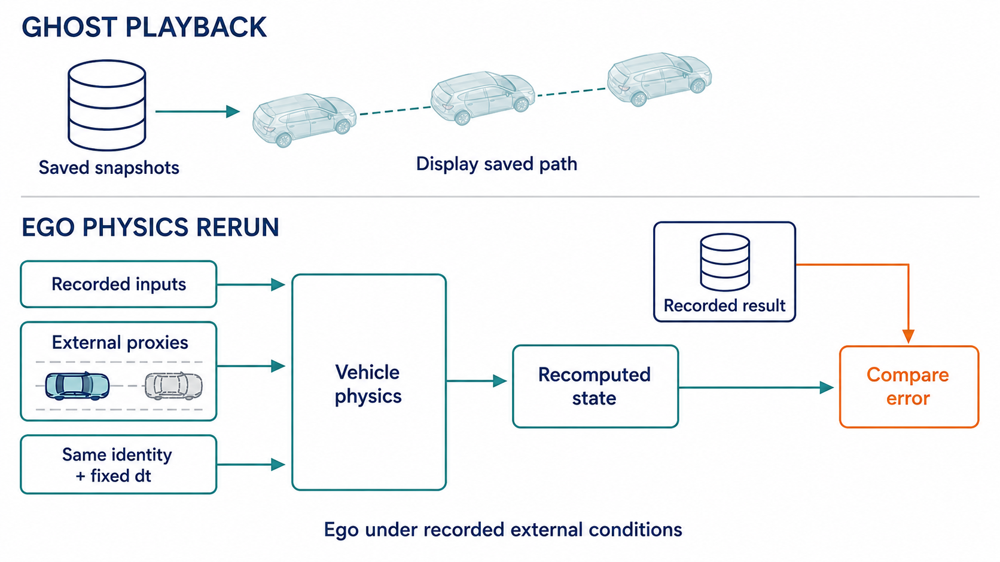 GHOST PLAYBACK
Saved snapshots
Display saved path
EGO PHYSICS RERUN
Recorded inputs
External proxies
Same identity
+ fixed dt
Vehicle
physics
Recomputed
state
Recorded result
Compare
error
Ego under recorded external conditions